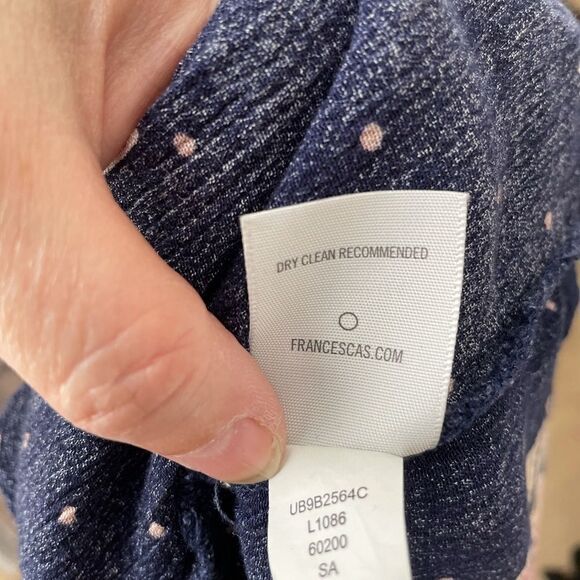 DRY CLEAN RECOMMENDED
FRANCESCAS.COM
UB9B2564C
L1086
60200
SA